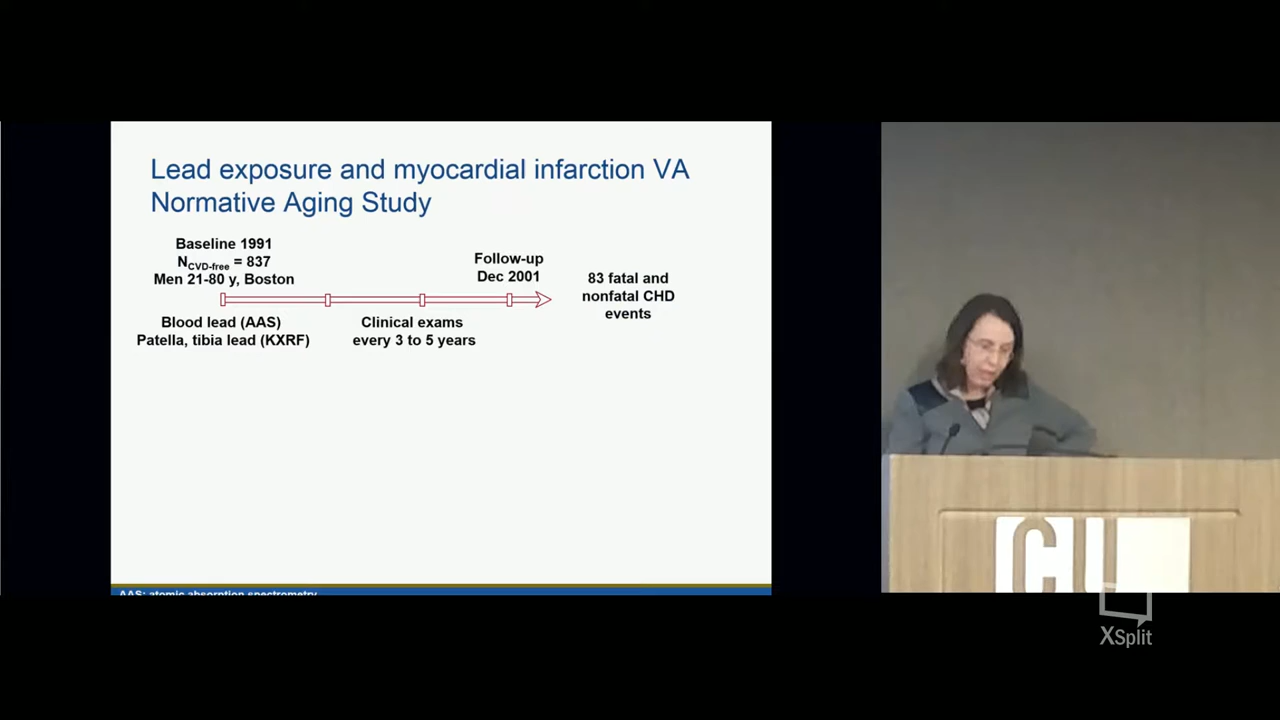 Lead exposure and myocardial infarction VA
Normative Aging Study
Baseline 1991
NCVD-free = 837
Men 21-80 y, Boston
Follow-up
Dec 2001
83 fatal and
nonfatal CHD
events
Blood lead (AAS)
Patella, tibia lead (KXRF)
Clinical exams
every 3 to 5 years
AAS: atomic absorption spectrometry
CU
XSplit